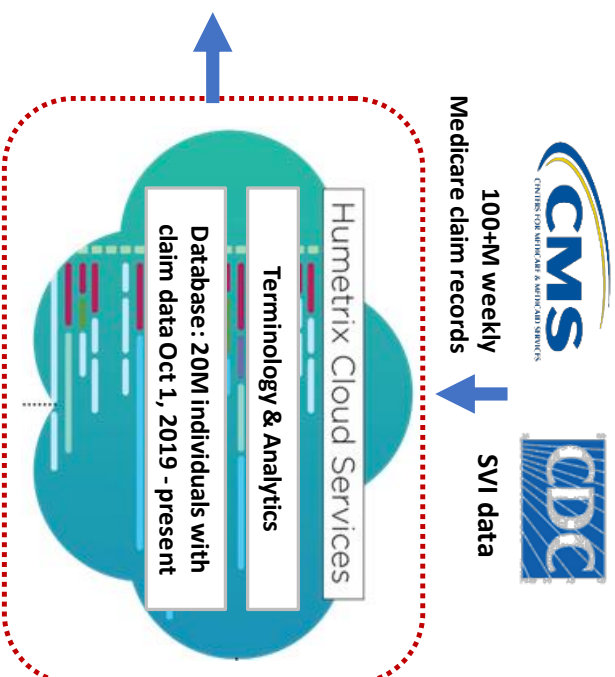 CMS
CENTERS FOR MEDICARE & MEDICAID SERVICES
CDC
100+M weekly
Medicare claim records
SVI data
Humetrix Cloud Services
Terminology & Analytics
Database: 20M individuals with
claim data Oct 1, 2019 - present